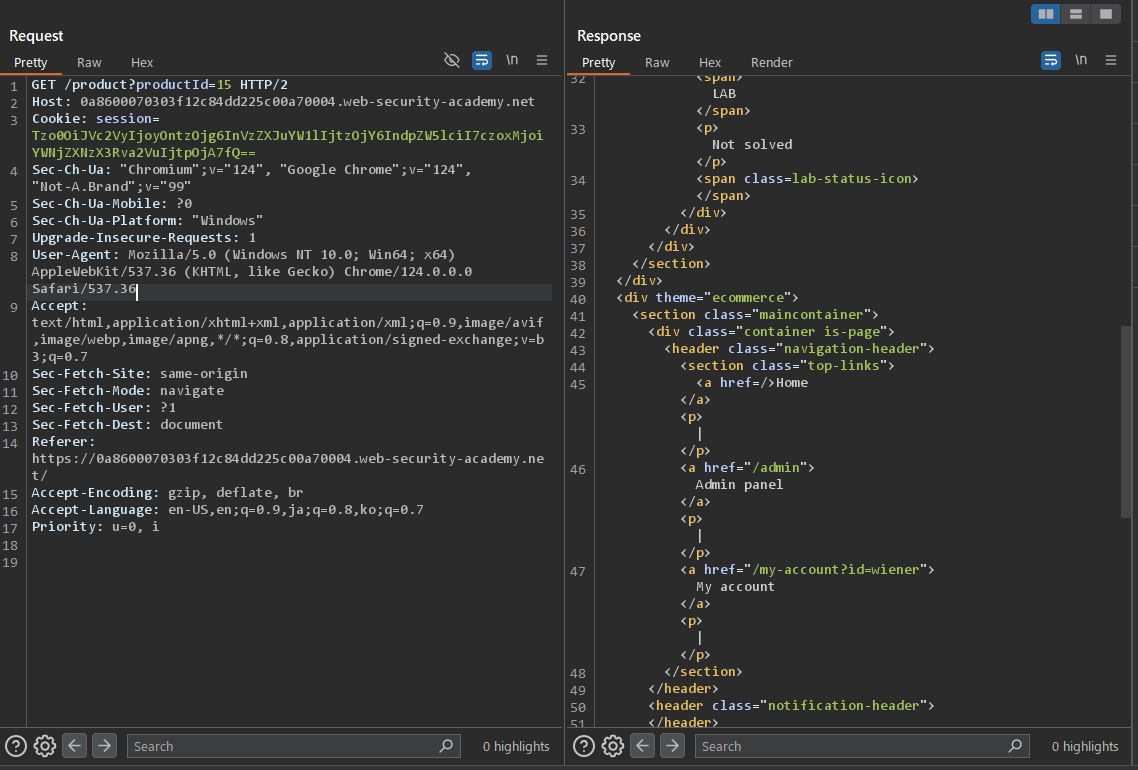 Request
Pretty Raw Hex
\n
1 GET /product?productId=15 HTTP/2
2 Host: 0a8600070303f12c84dd225c00a70004.web-security-academy.net
3 Cookie: session=
Tzo0OiJVc2VyIjoyOntzOjg6InVzZXJuYW1lIjtzOjY6IndpZW5lciI7czoxMjoi
YWNjZXNzX3Rva2VuIjtpOjA7fQ==
4 Sec-Ch-Ua: "Chromium";v="124", "Google Chrome";v="124",
"Not-A.Brand";v="99"
5 Sec-Ch-Ua-Mobile: ?0
6 Sec-Ch-Ua-Platform: "Windows"
7 Upgrade-Insecure-Requests: 1
8 User-Agent: Mozilla/5.0 (Windows NT 10.0; Win64; x64)
AppleWebKit/537.36 (KHTML, like Gecko) Chrome/124.0.0.0
Safari/537.36
9 Accept:
text/html,application/xhtml+xml,application/xml;q=0.9,image/avif
,image/webp,image/apng,*/*;q=0.8,application/signed-exchange;v=b
3;q=0.7
10 Sec-Fetch-Site: same-origin
11 Sec-Fetch-Mode: navigate
12 Sec-Fetch-User: ?1
13 Sec-Fetch-Dest: document
14 Referer:
https://0a8600070303f12c84dd225c00a70004.web-security-academy.ne
t/
15 Accept-Encoding: gzip, deflate, br
16 Accept-Language: en-US,en;q=0.9,ja;q=0.8,ko;q=0.7
17 Priority: u=0, i
18
19
Search
0 highlights
Response
Pretty Raw Hex Render
\n
32 <span>
LAB
</span>
33 <p>
Not solved
</p>
34 <span class=lab-status-icon>
</span>
35 </div>
36 </div>
37 </div>
38 </section>
39 </div>
40 <div theme="ecommerce">
41 <section class="maincontainer">
42 <div class="container is-page">
43 <header class="navigation-header">
44 <section class="top-links">
45 <a href=/>Home
</a>
<p>
|
</p>
46 <a href="/admin">
Admin panel
</a>
<p>
|
</p>
47 <a href="/my-account?id=wiener">
My account
</a>
<p>
|
</p>
48 </section>
49 </header>
50 <header class="notification-header">
51 </header>
Search
0 highlights